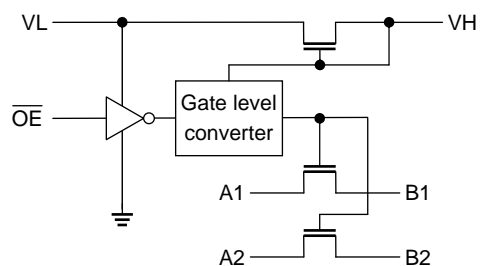 VL
VH
OE
Gate level
converter
A1
B1
A2
B2